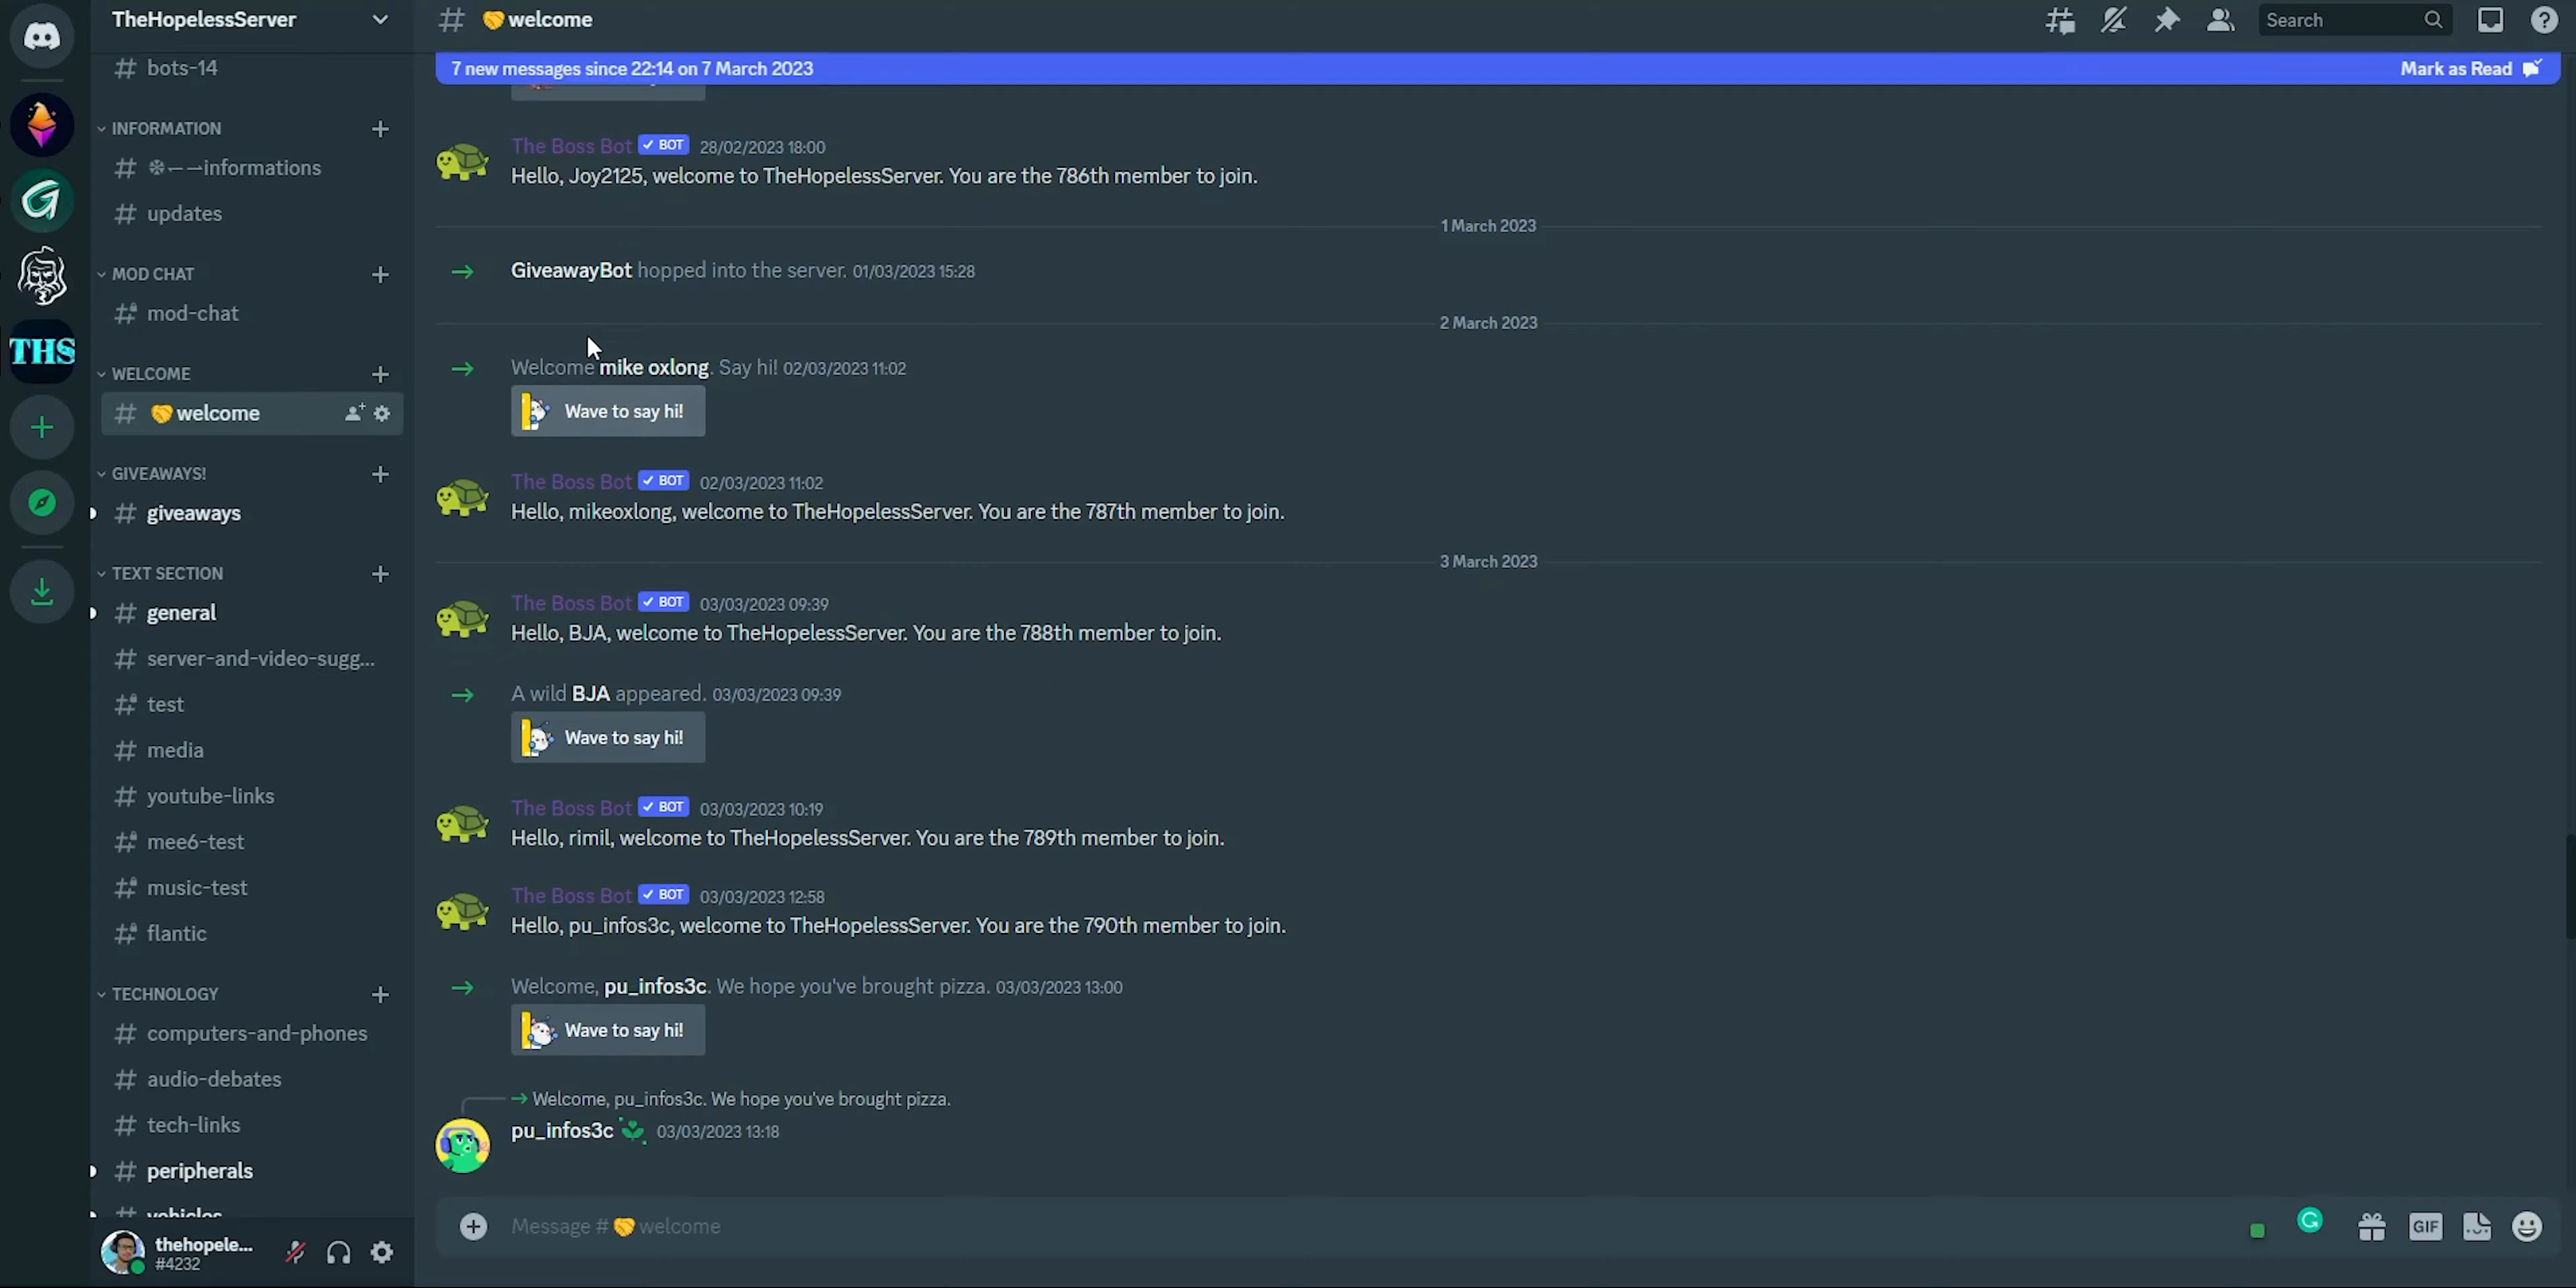 TheHopelessServer
bots-14
INFORMATION
❄︱informations
updates
MOD CHAT
mod-chat
THS
WELCOME
🤝welcome
GIVEAWAYS!
giveaways
TEXT SECTION
general
server-and-video-sugg...
test
media
youtube-links
mee6-test
music-test
flantic
TECHNOLOGY
computers-and-phones
audio-debates
tech-links
peripherals
vehicles
thehopele...
#4232
🤝welcome
Search
7 new messages since 22:14 on 7 March 2023
Mark as Read
The Boss Bot ✓ BOT 28/02/2023 18:00
Hello, Joy2125, welcome to TheHopelessServer. You are the 786th member to join.
1 March 2023
GiveawayBot hopped into the server. 01/03/2023 15:28
2 March 2023
Welcome mike oxlong. Say hi! 02/03/2023 11:02
Wave to say hi!
The Boss Bot ✓ BOT 02/03/2023 11:02
Hello, mikeoxlong, welcome to TheHopelessServer. You are the 787th member to join.
3 March 2023
The Boss Bot ✓ BOT 03/03/2023 09:39
Hello, BJA, welcome to TheHopelessServer. You are the 788th member to join.
A wild BJA appeared. 03/03/2023 09:39
Wave to say hi!
The Boss Bot ✓ BOT 03/03/2023 10:19
Hello, rimil, welcome to TheHopelessServer. You are the 789th member to join.
The Boss Bot ✓ BOT 03/03/2023 12:58
Hello, pu_infos3c, welcome to TheHopelessServer. You are the 790th member to join.
Welcome, pu_infos3c. We hope you've brought pizza. 03/03/2023 13:00
Wave to say hi!
Welcome, pu_infos3c. We hope you've brought pizza.
pu_infos3c 03/03/2023 13:18
Message #🤝welcome
GIF